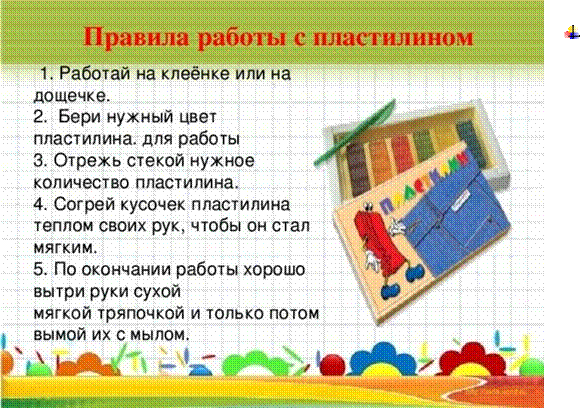 Правила работы с пластилином
1. Работай на клеёнке или на
дощечке.
2. Бери нужный цвет
пластилина. для работы
3. Отрежь стекой нужное
количество пластилина.
4. Согрей кусочек пластилина
теплом своих рук, чтобы он стал
мягким.
5. По окончании работы хорошо
вытри руки сухой
мягкой тряпочкой и только потом
вымой их с мылом.
ПЛАСТИЛИН